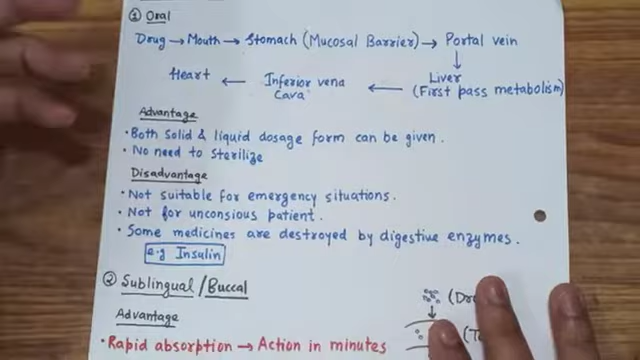 ① Oral
Drug → Mouth → Stomach (Mucosal Barrier) → Portal vein
↓
Liver
(First pass metabolism)
← Inferior vena
Cava
← Heart
Advantage
• Both solid & liquid dosage form can be given.
• No need to sterilize
Disadvantage
• Not suitable for emergency situations.
• Not for unconsious patient.
• Some medicines are destroyed by digestive enzymes.
e.g Insulin
② Sublingual/Buccal
Advantage
• Rapid absorption → Action in minutes